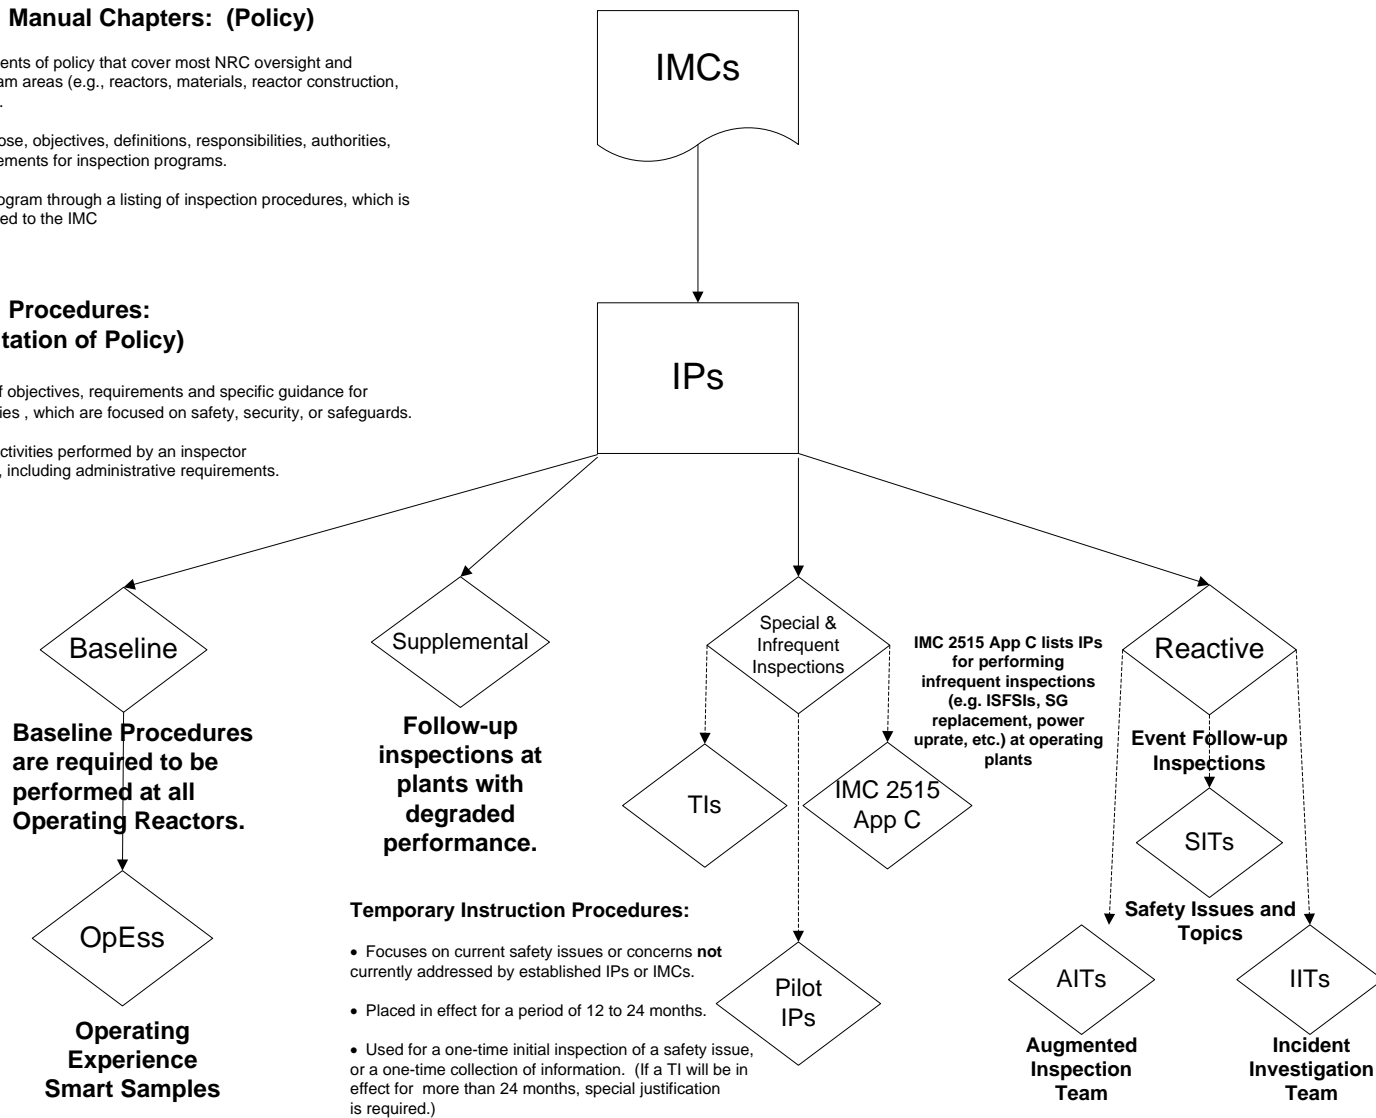 Manual Chapters:  (Policy)
ents of policy that cover most NRC oversight and
am areas (e.g., reactors, materials, reactor construction,
.
ose, objectives, definitions, responsibilities, authorities,
ements for inspection programs.
ogram through a listing of inspection procedures, which is
ed to the IMC
IMCs
Procedures:
tation of Policy)
f objectives, requirements and specific guidance for
ies , which are focused on safety, security, or safeguards.
ctivities performed by an inspector
, including administrative requirements.
IPs
Baseline
Baseline Procedures
are required to be
performed at all
Operating Reactors.
OpEss
Operating
Experience
Smart Samples
Supplemental
Follow-up
inspections at
plants with
degraded
performance.
Special &
Infrequent
Inspections
IMC 2515 App C lists IPs
for performing
infrequent inspections
(e.g. ISFSIs, SG
replacement, power
uprate, etc.) at operating
plants
TIs
IMC 2515
App C
Pilot
IPs
Temporary Instruction Procedures:
• Focuses on current safety issues or concerns not
currently addressed by established IPs or IMCs.
• Placed in effect for a period of 12 to 24 months.
• Used for a one-time initial inspection of a safety issue,
or a one-time collection of information.  (If a TI will be in
effect for  more than 24 months, special justification
is required.)
Reactive
Event Follow-up
Inspections
SITs
Safety Issues and
Topics
AITs
Augmented
Inspection
Team
IITs
Incident
Investigation
Team